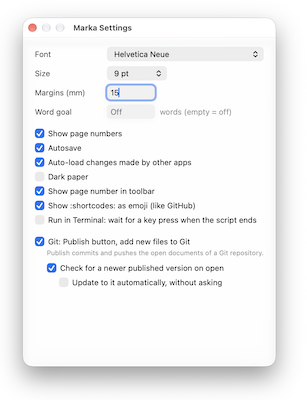 Marka Settings
Font Helvetica Neue
Size 9 pt
Margins (mm) 15
Word goal Off words (empty = off)
Show page numbers
Autosave
Auto-load changes made by other apps
Dark paper
Show page number in toolbar
Show :shortcodes: as emoji (like GitHub)
Run in Terminal: wait for a key press when the script ends
Git: Publish button, add new files to Git
Publish commits and pushes the open documents of a Git repository.
Check for a newer published version on open
Update to it automatically, without asking